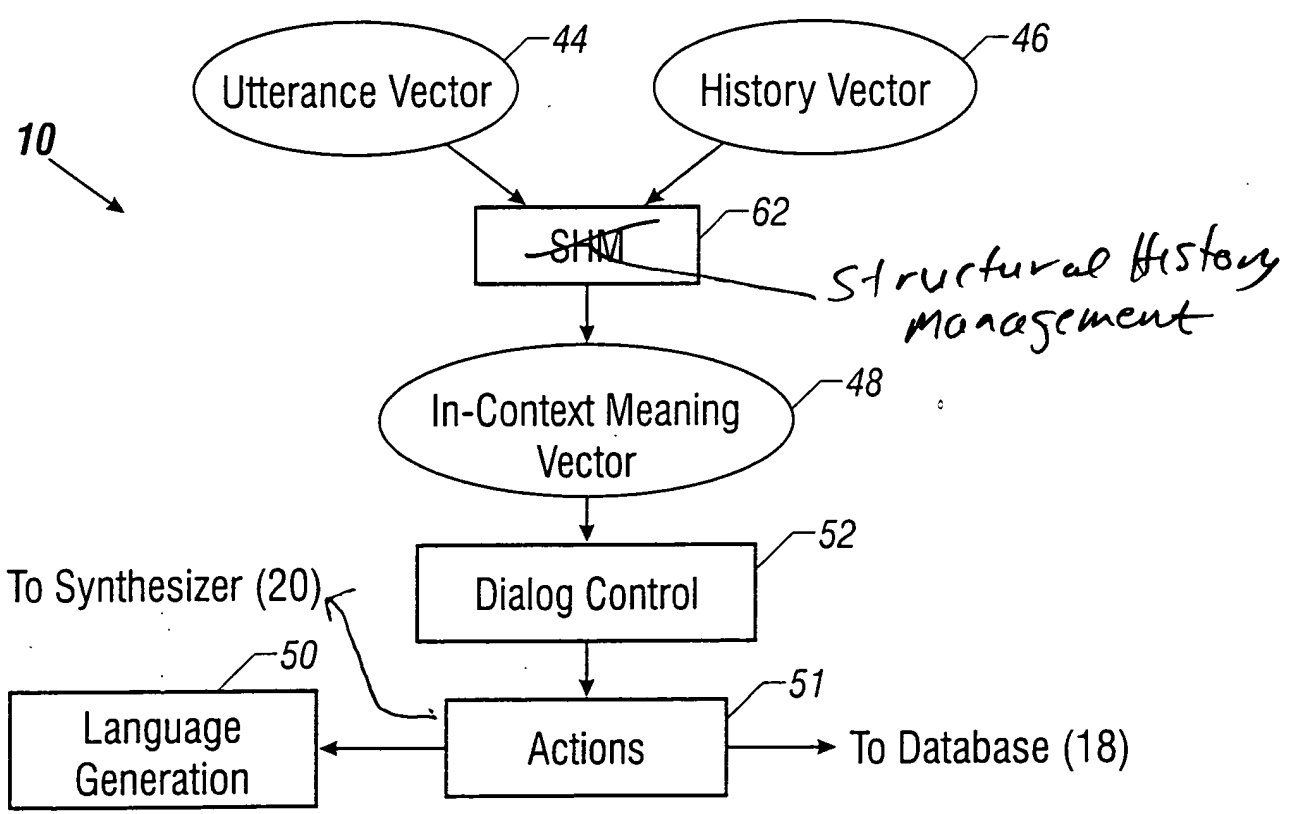 44
46
Utterance Vector
History Vector
10
62
SHM
Structural History
Management
48
In-Context Meaning
Vector
52
To Synthesizer (20)
Dialog Control
50
51
Language
Generation
Actions
To Database (18)